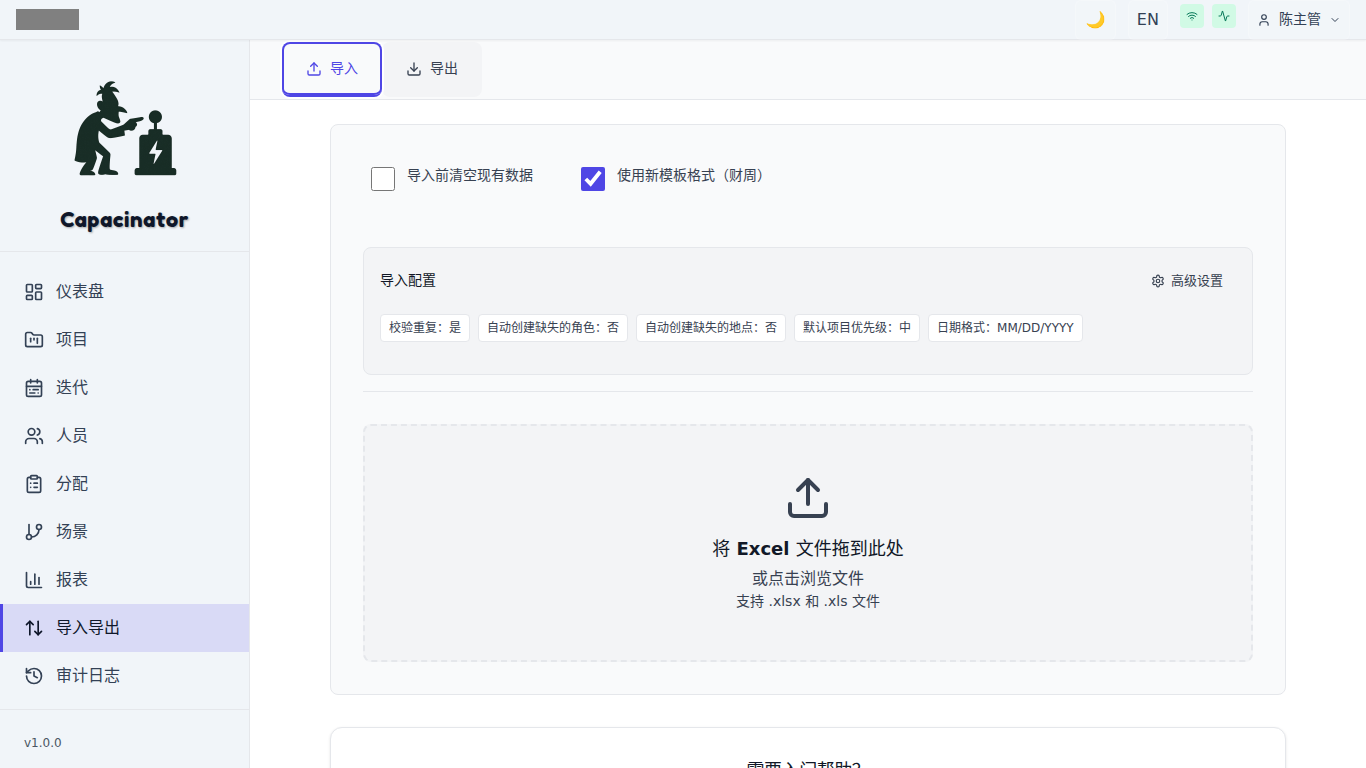 EN
陈主管
导入
导出
Capacinator
仪表盘
项目
迭代
人员
分配
场景
报表
导入导出
审计日志
v1.0.0
导入前清空现有数据
使用新模板格式（财周）
导入配置
高级设置
校验重复：是
自动创建缺失的角色：否
自动创建缺失的地点：否
默认项目优先级：中
日期格式：MM/DD/YYYY
将 Excel 文件拖到此处
或点击浏览文件
支持 .xlsx 和 .xls 文件
需要入门帮助?